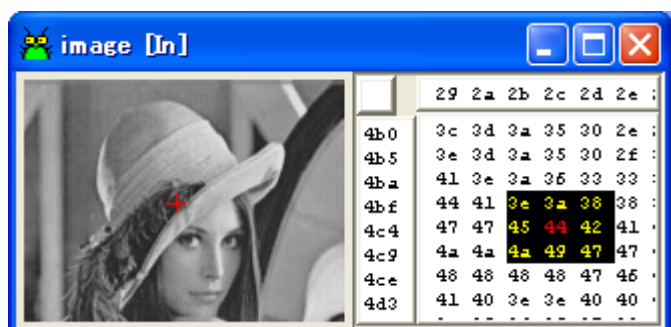 image [In]
29 2a 2b 2c 2d 2e
4b0 3c 3d 3a 35 30 2e
4b5 3e 3d 3a 35 30 2f
4ba 41 3e 3a 36 33 33
4bf 44 41 3e 3a 38 38
4c4 47 47 45 44 42 41
4c9 4a 4a 4a 49 47 47
4ce 48 48 48 48 47 46
4d3 41 40 3e 3e 40 40